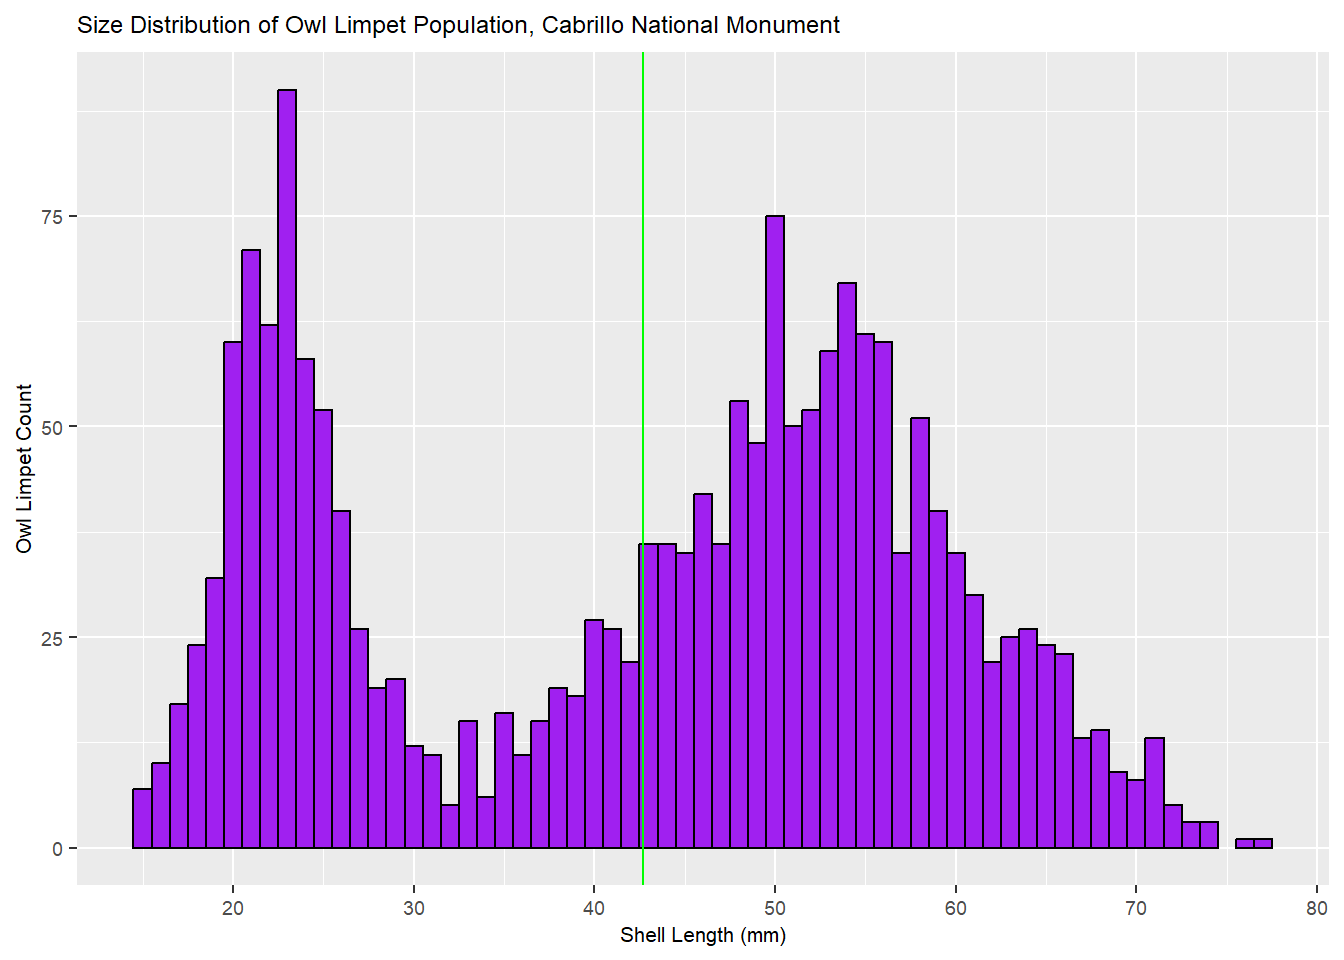 Size Distribution of Owl Limpet Population, Cabrillo National Monument
75
50
25
0
Owl Limpet Count
20 30 40 50 60 70 80
Shell Length (mm)